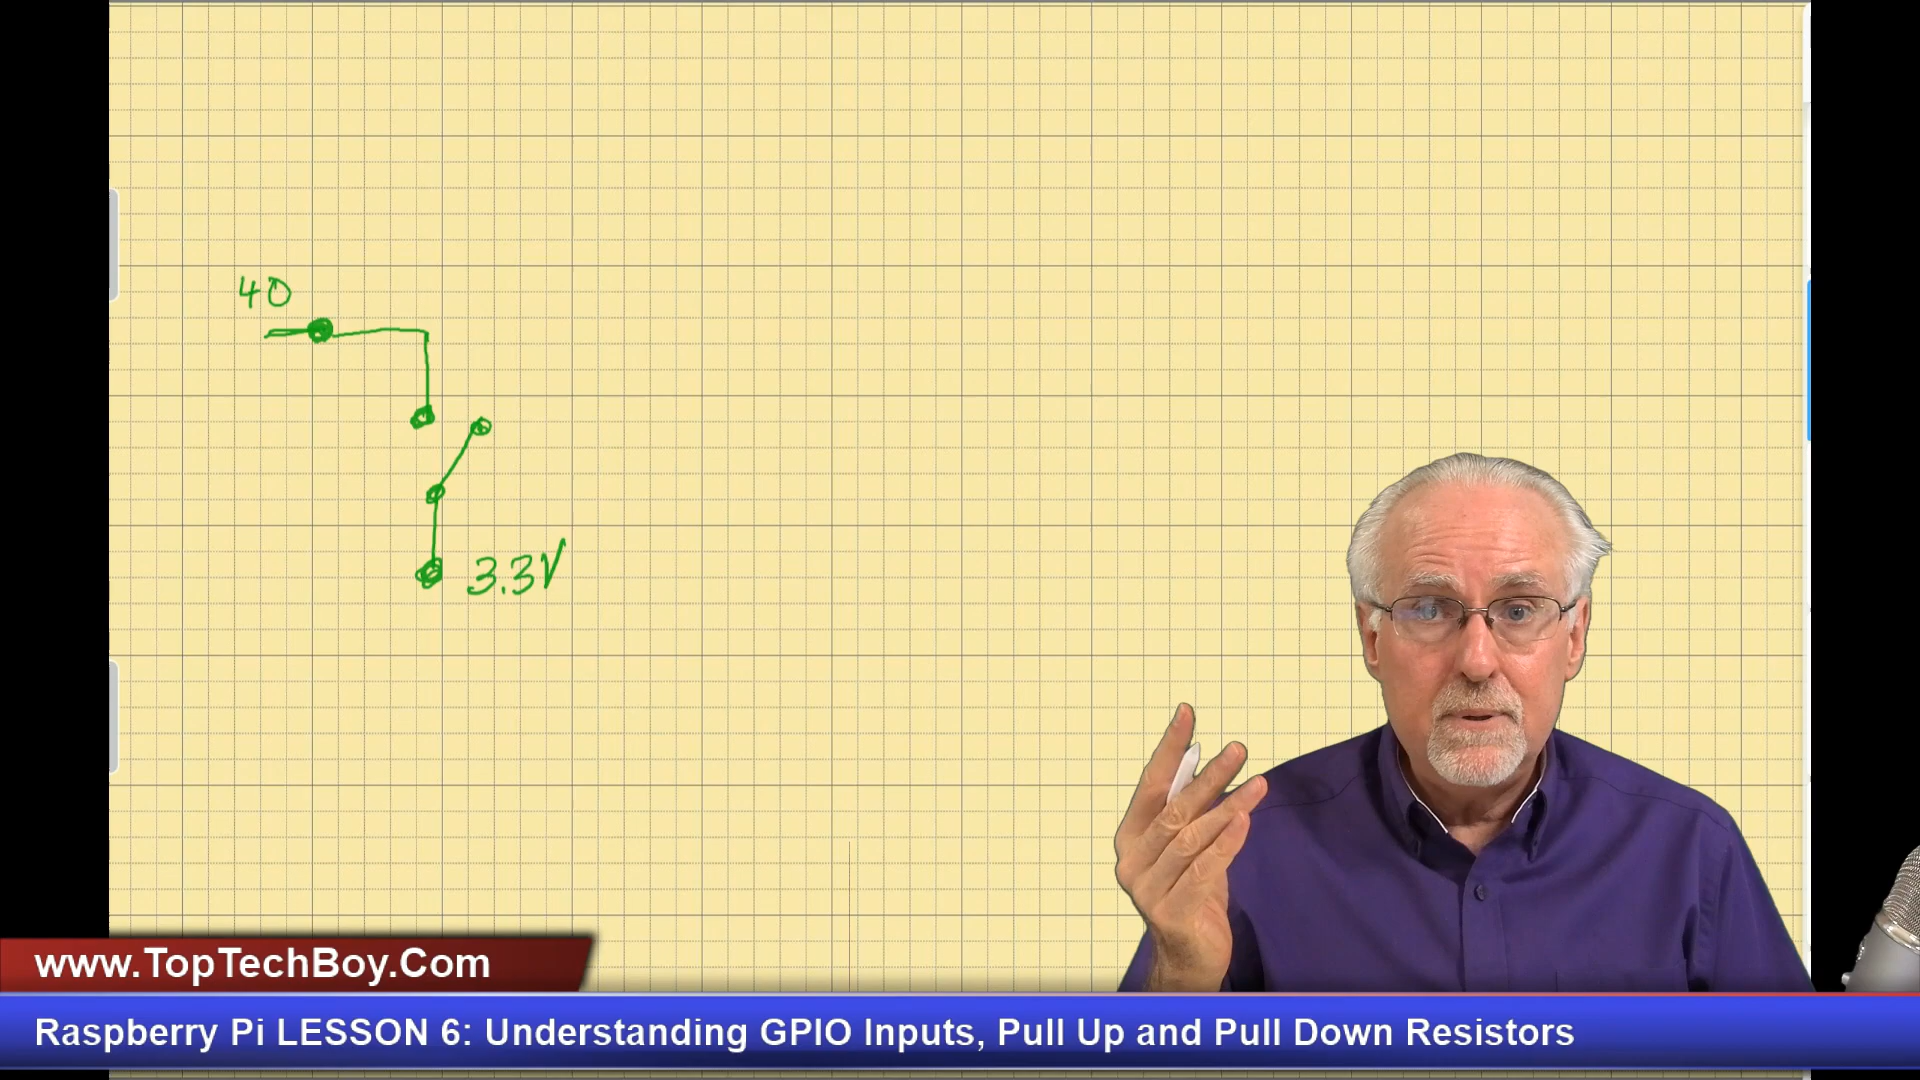 40
3.3V
www.TopTechBoy.Com
Raspberry Pi LESSON 6: Understanding GPIO Inputs, Pull Up and Pull Down Resistors